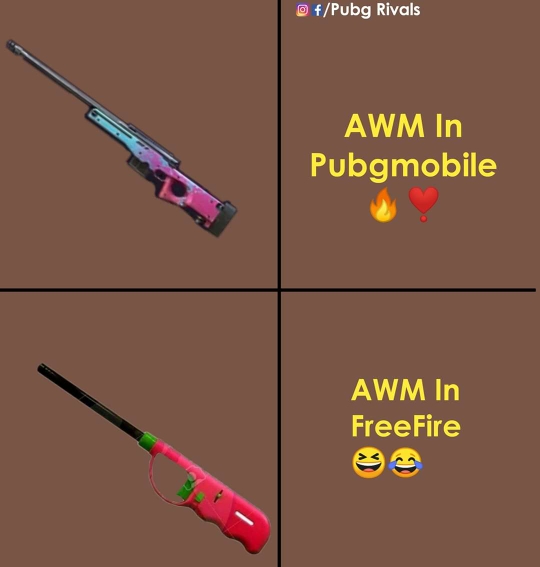 /Pubg Rivals
AWM In
Pubgmobile
🔥❣️
AWM In
FreeFire
😆😂